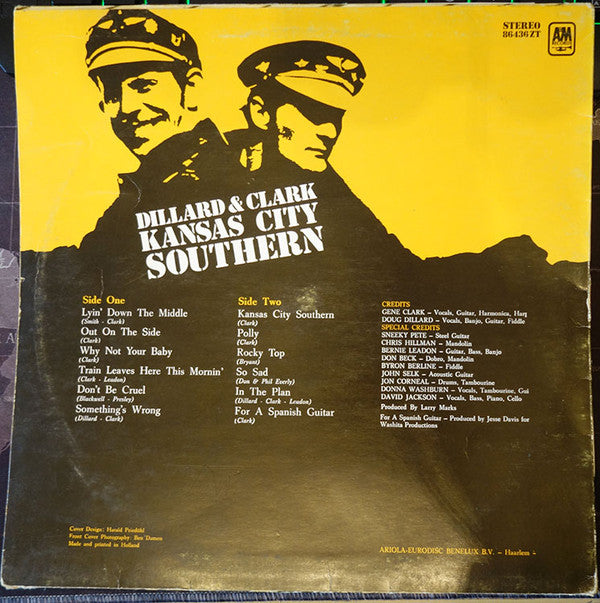 STEREO
86436ZT
A&M
RECORDS
DILLARD & CLARK
KANSAS CITY
SOUTHERN
Side One
Lyin' Down The Middle
(Smith - Clark)
Out On The Side
(Clark)
Why Not Your Baby
(Clark)
Train Leaves Here This Mornin'
(Clark - Leadon)
Don't Be Cruel
(Blackwell - Presley)
Something's Wrong
(Dillard - Clark)
Side Two
Kansas City Southern
(Clark)
Polly
(Clark)
Rocky Top
(Bryant)
So Sad
(Don & Phil Everly)
In The Plan
(Dillard - Clark - Leadon)
For A Spanish Guitar
(Clark)
CREDITS
GENE CLARK - Vocals, Guitar, Harmonica, Harp
DOUG DILLARD - Vocals, Banjo, Guitar, Fiddle
SPECIAL CREDITS
SNEEKY PETE - Steel Guitar
CHRIS HILLMAN - Mandolin
BERNIE LEADON - Guitar, Bass, Banjo
DON BECK - Dobro, Mandolin
BYRON BERLINE - Fiddle
JOHN SELK - Acoustic Guitar
JON CORNEAL - Drums, Tambourine
DONNA WASHBURN - Vocals, Tambourine, Gui
DAVID JACKSON - Vocals, Bass, Piano, Cello
Produced By Larry Marks
For A Spanish Guitar - Produced by Jesse Davis for
Washita Productions
Cover Design: Harald
Front Cover Photography: Ben
Made and printed in Holland
ARIOLA-EURODISC BENELUX B.V. - Haarlem -